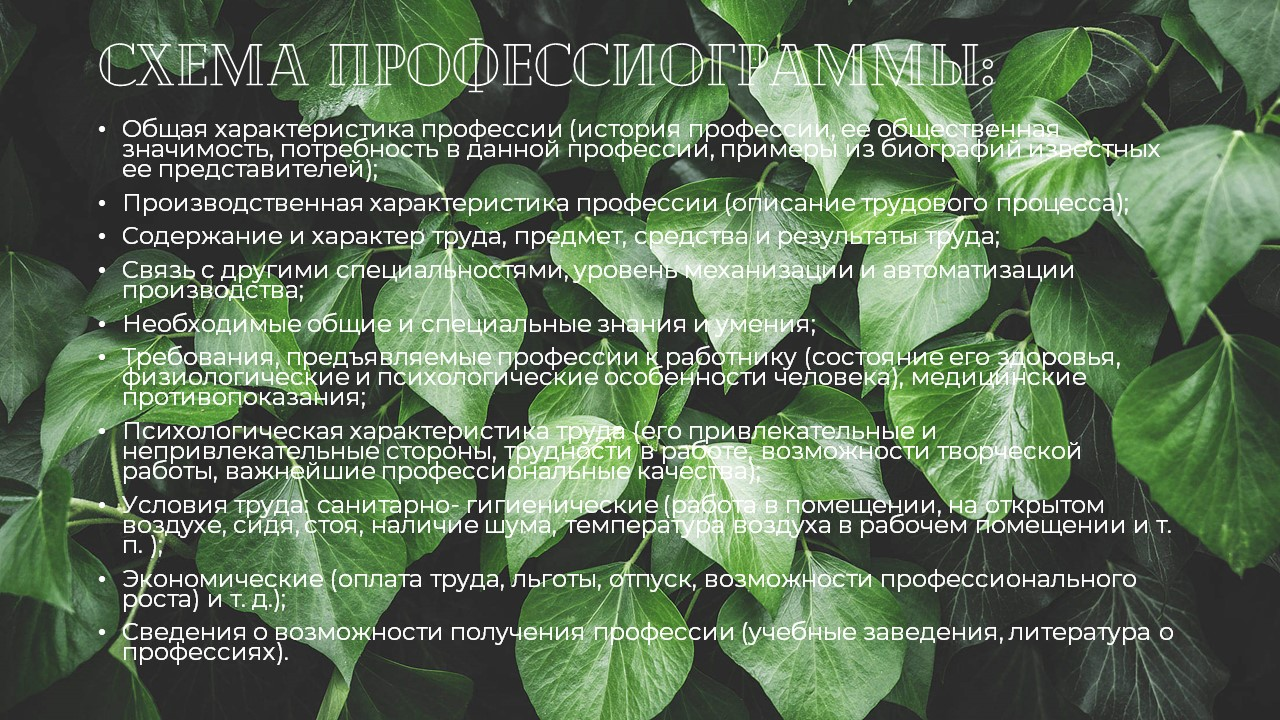 СХЕМА ПРОФЕССИОГРАММЫ:
• Общая характеристика профессии (история профессии, ее общественная
значимость, потребность в данной профессии, примеры из биографий известных
ее представителей);
• Производственная характеристика профессии (описание трудового процесса);
• Содержание и характер труда, предмет, средства и результаты труда;
• Связь с другими специальностями, уровень механизации и автоматизации
производства;
• Необходимые общие и специальные знания и умения;
• Требования, предъявляемые профессии к работнику (состояние его здоровья,
физиологические и психологические особенности человека), медицинские
противопоказания;
• Психологическая характеристика труда (его привлекательные и
непривлекательные стороны, трудности в работе, возможности творческой
работы, важнейшие профессиональные качества);
• Условия труда: санитарно- гигиенические (работа в помещении, на открытом
воздухе, сидя, стоя, наличие шума, температура воздуха в рабочем помещении и т.
п. );
• Экономические (оплата труда, льготы, отпуск, возможности профессионального
роста) и т. д.);
• Сведения о возможности получения профессии (учебные заведения, литература о
профессиях).